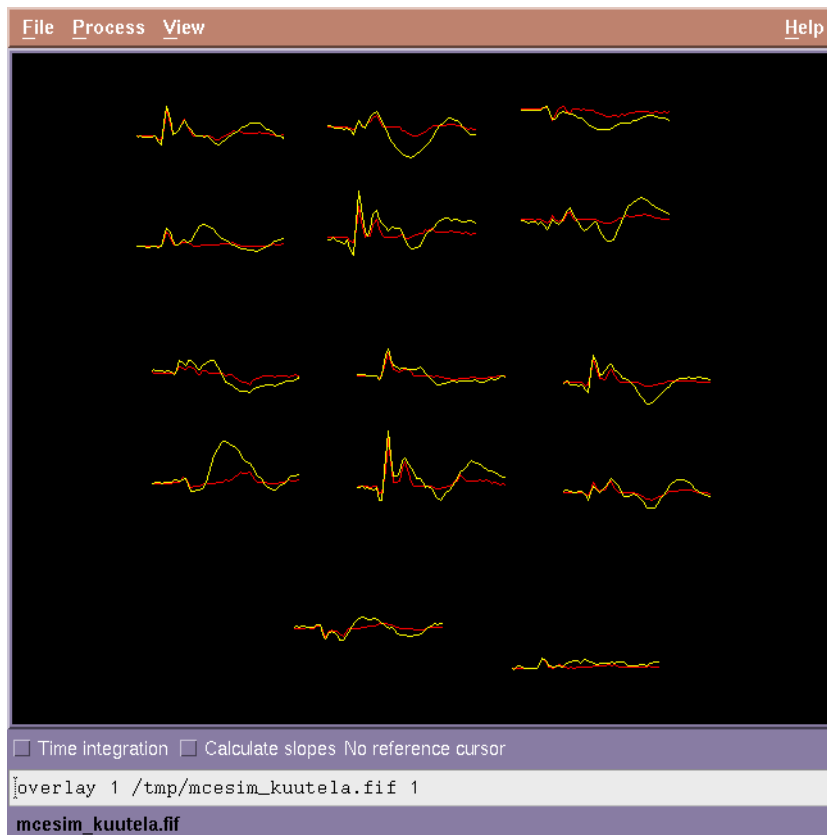 File Process View Help
Time integration Calculate slopes No reference cursor
overlay 1 /tmp/mcesim_kuutela.fif 1
mcesim_kuutela.fif